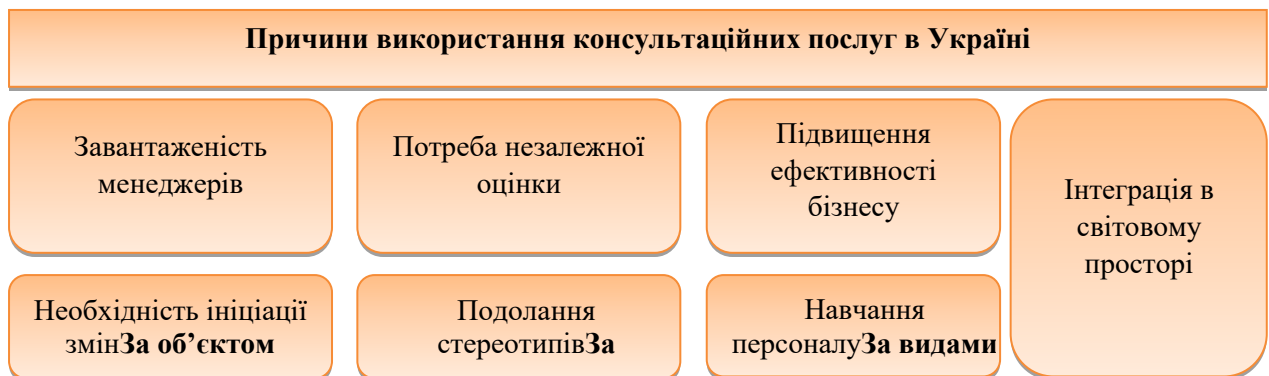 Причини використання консультаційних послуг в Україні
Завантаженість
менеджерів
Потреба незалежної
оцінки
Підвищення
ефективності
бізнесу
Інтеграція в
світовому
просторі
Необхідність ініціації
змінЗа об’єктом
Подолання
стереотипівЗа
Навчання
персоналуЗа видами